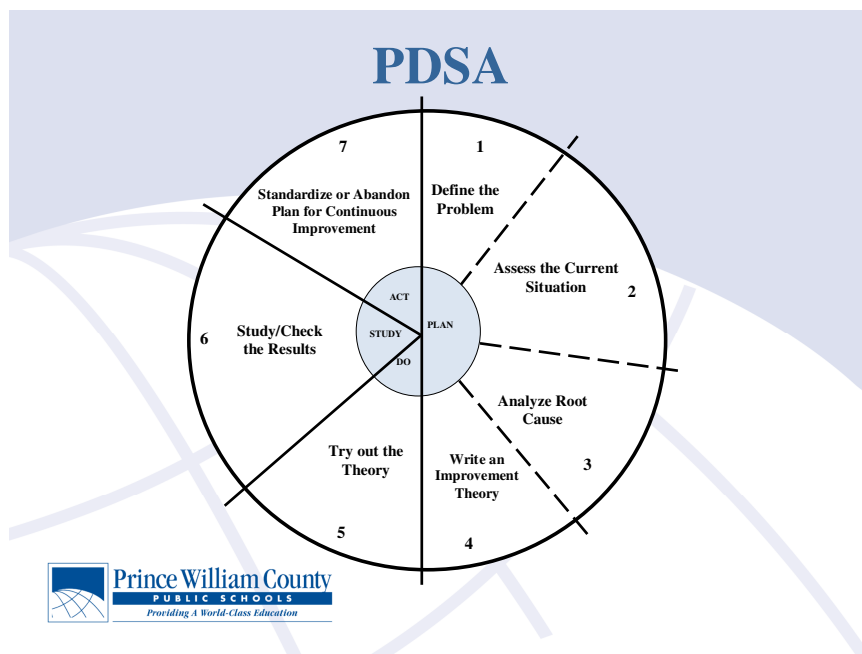 PDSA
1
Define the
Problem
Assess the Current
Situation
2
Analyze Root
Cause
3
Write an
Improvement
Theory
4
Try out the
Theory
5
6
Study/Check
the Results
7
Standardize or Abandon
Plan for Continuous
Improvement
ACT
PLAN
STUDY
DO
Prince William County
PUBLIC SCHOOLS
Providing A World-Class Education